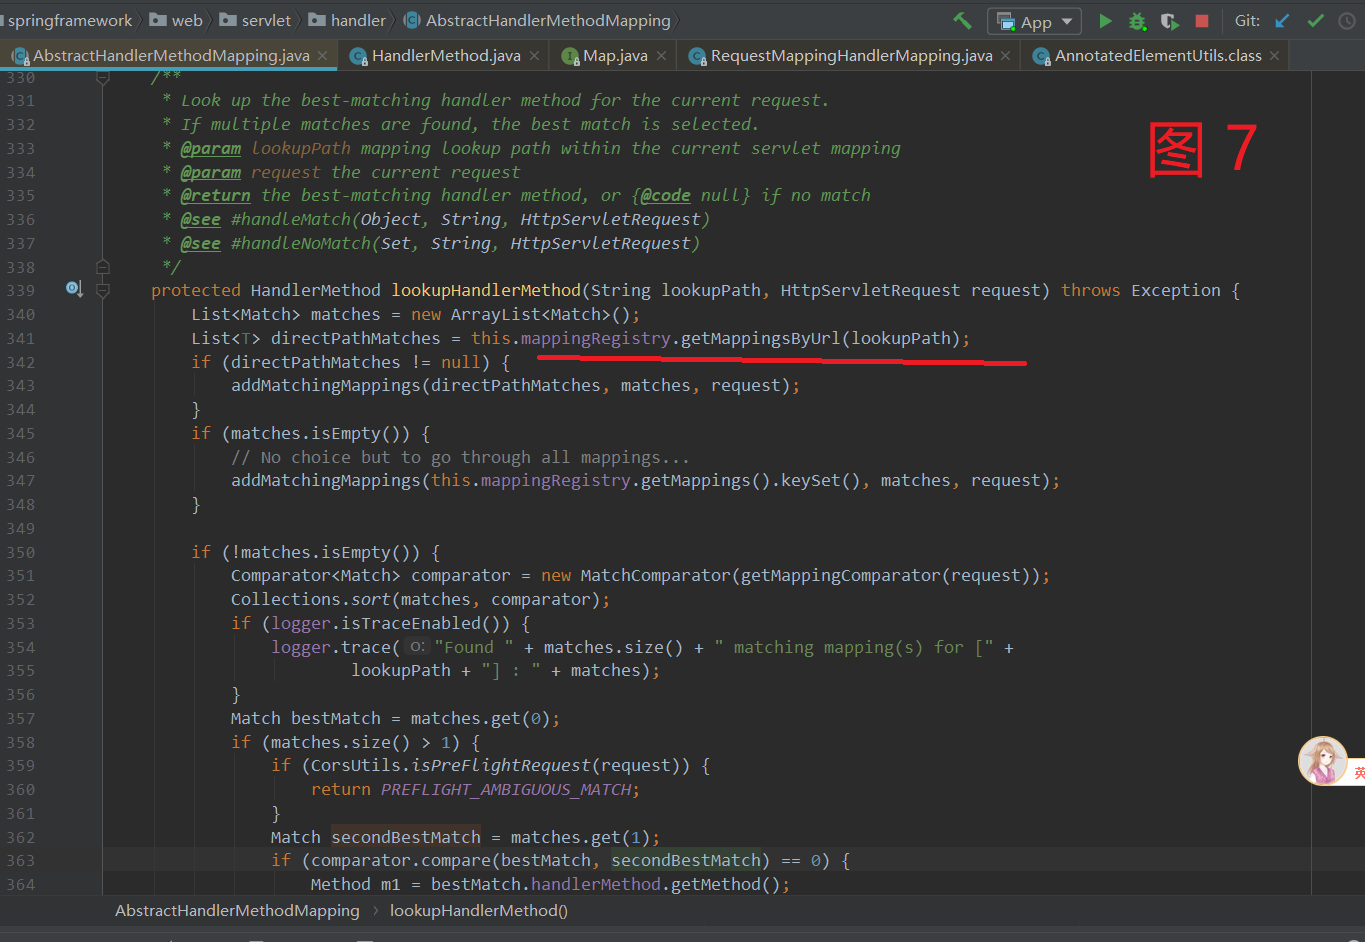 springframework web servlet handler AbstractHandlerMethodMapping App Git:
AbstractHandlerMethodMapping.java HandlerMethod.java Map.java RequestMappingHandlerMapping.java AnnotatedElementUtils.class
330 /**
331 * Look up the best-matching handler method for the current request.
332 * If multiple matches are found, the best match is selected.
333 * @param lookupPath mapping lookup path within the current servlet mapping
334 * @param request the current request
335 * @return the best-matching handler method, or {@code null} if no match
336 * @see #handleMatch(Object, String, HttpServletRequest)
337 * @see #handleNoMatch(Set, String, HttpServletRequest)
338 */
339 protected HandlerMethod lookupHandlerMethod(String lookupPath, HttpServletRequest request) throws Exception {
340 List<Match> matches = new ArrayList<Match>();
341 List<T> directPathMatches = this.mappingRegistry.getMappingsByUrl(lookupPath);
342 if (directPathMatches != null) {
343 addMatchingMappings(directPathMatches, matches, request);
344 }
345 if (matches.isEmpty()) {
346 // No choice but to go through all mappings...
347 addMatchingMappings(this.mappingRegistry.getMappings().keySet(), matches, request);
348 }
349
350 if (!matches.isEmpty()) {
351 Comparator<Match> comparator = new MatchComparator(getMappingComparator(request));
352 Collections.sort(matches, comparator);
353 if (logger.isTraceEnabled()) {
354 logger.trace( o: "Found " + matches.size() + " matching mapping(s) for [" +
355 lookupPath + "] : " + matches);
356 }
357 Match bestMatch = matches.get(0);
358 if (matches.size() > 1) {
359 if (CorsUtils.isPreFlightRequest(request)) {
360 return PREFLIGHT_AMBIGUOUS_MATCH;
361 }
362 Match secondBestMatch = matches.get(1);
363 if (comparator.compare(bestMatch, secondBestMatch) == 0) {
364 Method m1 = bestMatch.handlerMethod.getMethod();
图 7
英
AbstractHandlerMethodMapping lookupHandlerMethod()